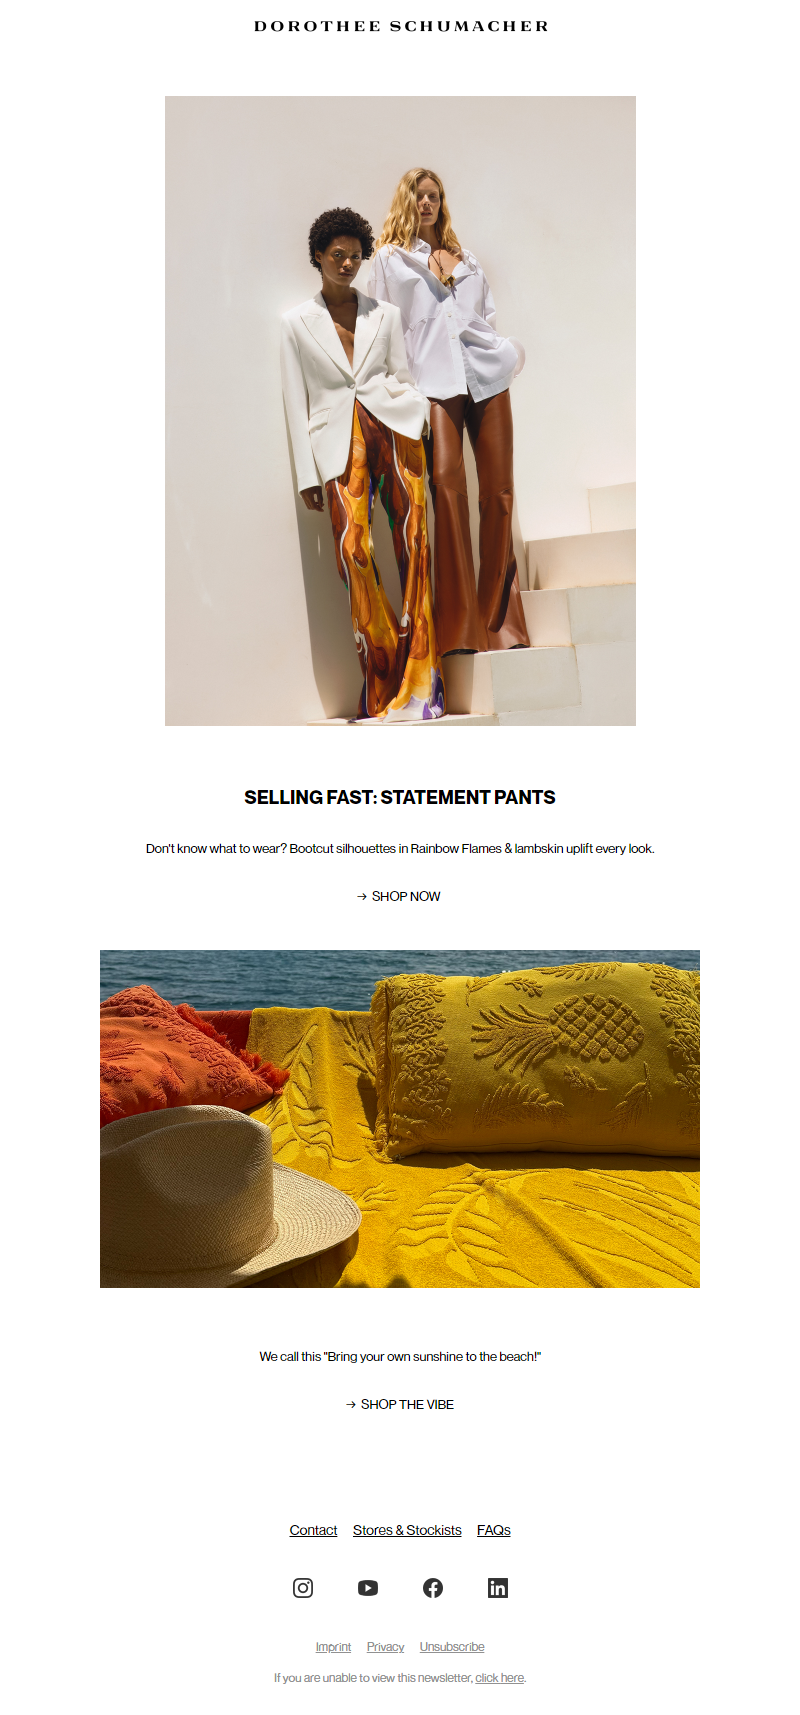 DOROTHEE SCHUMACHER
SELLING FAST: STATEMENT PANTS
Don't know what to wear? Bootcut silhouettes in Rainbow Flames & lambskin uplift every look.
→ SHOP NOW
We call this "Bring your own sunshine to the beach!"
→ SHOP THE VIBE
Contact Stores & Stockists FAQs
Imprint Privacy Unsubscribe
If you are unable to view this newsletter, click here.